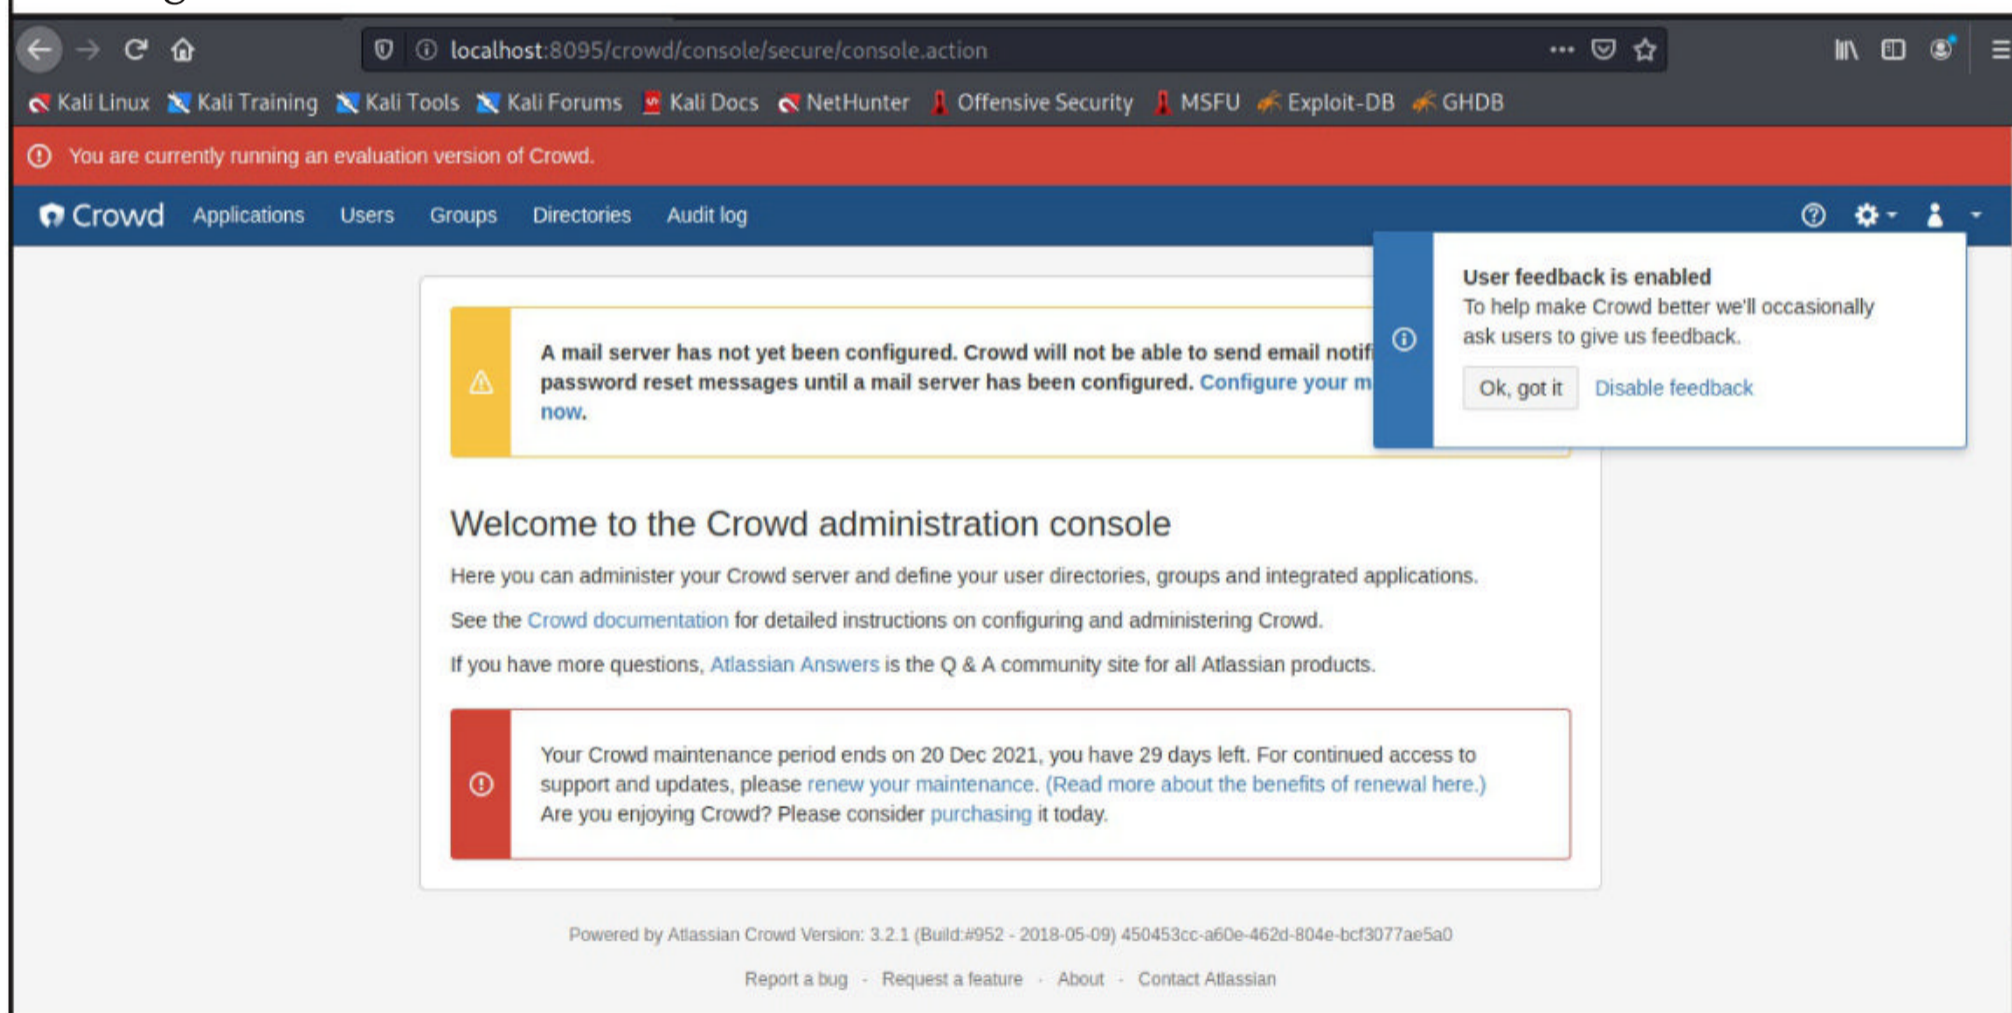 localhost:8095/crowd/console/secure/console.action
Kali Linux Kali Training Kali Tools Kali Forums Kali Docs NetHunter Offensive Security MSFU Exploit-DB GHDB
You are currently running an evaluation version of Crowd.
Crowd Applications Users Groups Directories Audit log
User feedback is enabled
To help make Crowd better we'll occasionally
ask users to give us feedback.
Ok, got it Disable feedback
A mail server has not yet been configured. Crowd will not be able to send email notifi
password reset messages until a mail server has been configured. Configure your m
now.
Welcome to the Crowd administration console
Here you can administer your Crowd server and define your user directories, groups and integrated applications.
See the Crowd documentation for detailed instructions on configuring and administering Crowd.
If you have more questions, Atlassian Answers is the Q & A community site for all Atlassian products.
Your Crowd maintenance period ends on 20 Dec 2021, you have 29 days left. For continued access to
support and updates, please renew your maintenance. (Read more about the benefits of renewal here.)
Are you enjoying Crowd? Please consider purchasing it today.
Powered by Atlassian Crowd Version: 3.2.1 (Build:#952 - 2018-05-09) 450453cc-a60e-462d-804e-bcf3077ae5a0
Report a bug · Request a feature · About · Contact Atlassian